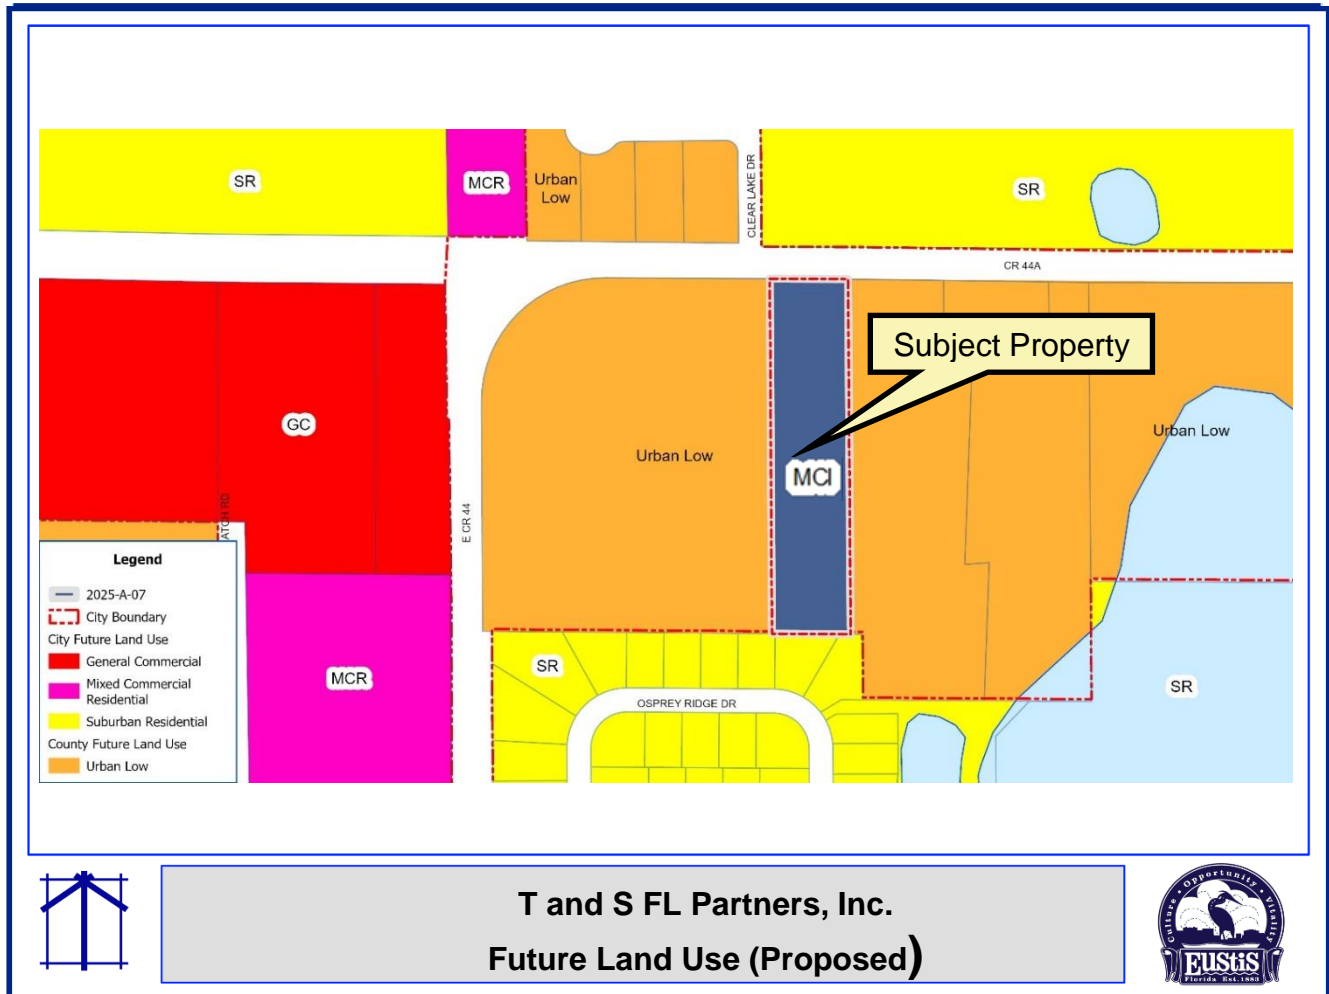 SR
MCR
Urban
Low
CLEAR LAKE DR
SR
CR 44A
Subject Property
GC
Urban Low
MCI
Urban Low
ATCH RD
E CR 44
Legend
2025-A-07
City Boundary
City Future Land Use
General Commercial
Mixed Commercial
Residential
Suburban Residential
County Future Land Use
Urban Low
MCR
SR
OSPREY RIDGE DR
SR
T and S FL Partners, Inc.
Future Land Use (Proposed)
Culture • Opportunity • Vitality
EUSTIS
Florida Est. 1883